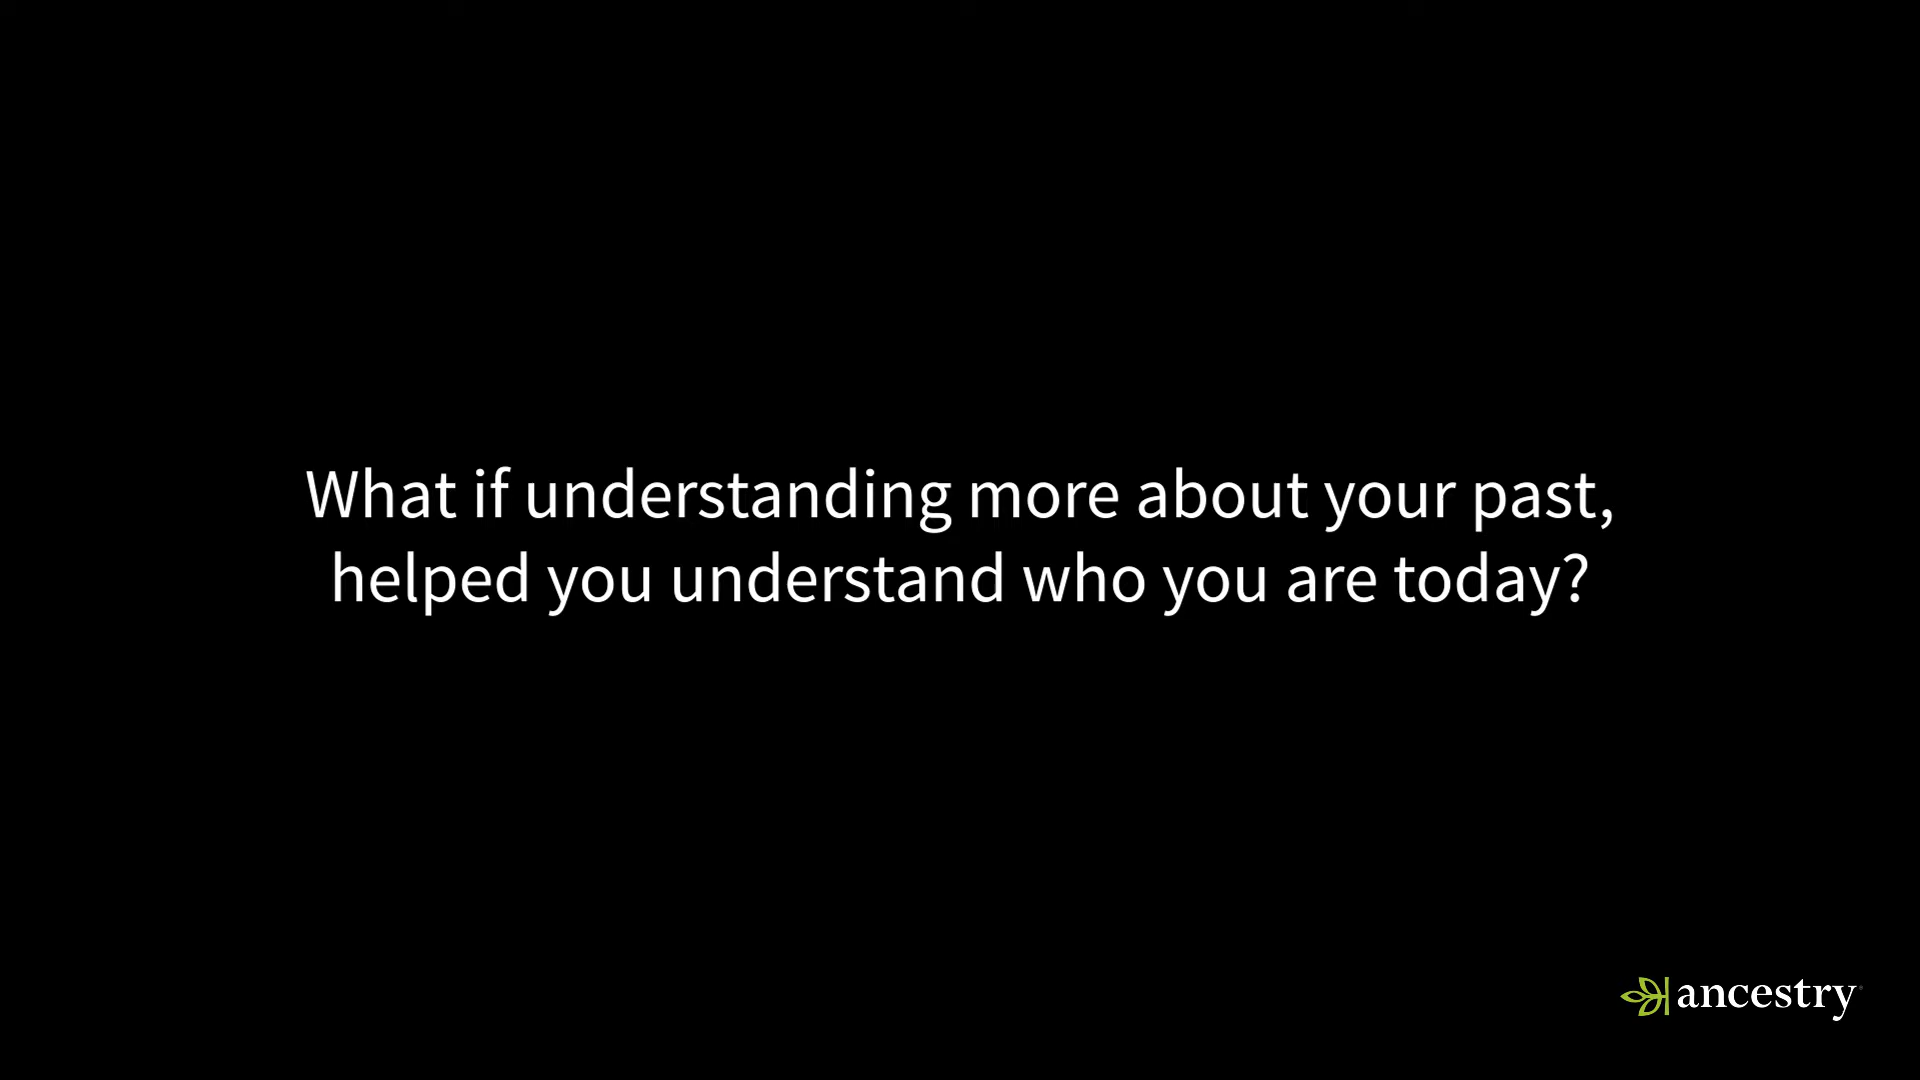 What if understanding more about your past,
helped you understand who you are today?
ancestry